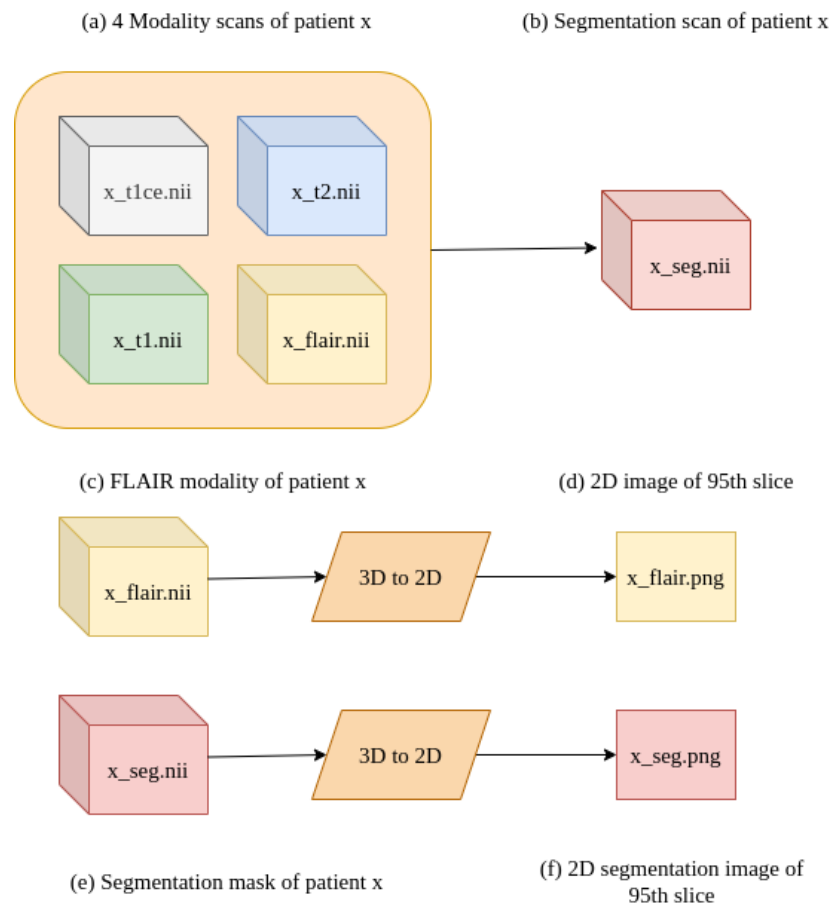 (a) 4 Modality scans of patient x
(b) Segmentation scan of patient x
x_t1ce.nii
x_t2.nii
x_seg.nii
x_t1.nii
x_flair.nii
(c) FLAIR modality of patient x
(d) 2D image of 95th slice
x_flair.nii
3D to 2D
x_flair.png
x_seg.nii
3D to 2D
x_seg.png
(e) Segmentation mask of patient x
(f) 2D segmentation image of
95th slice